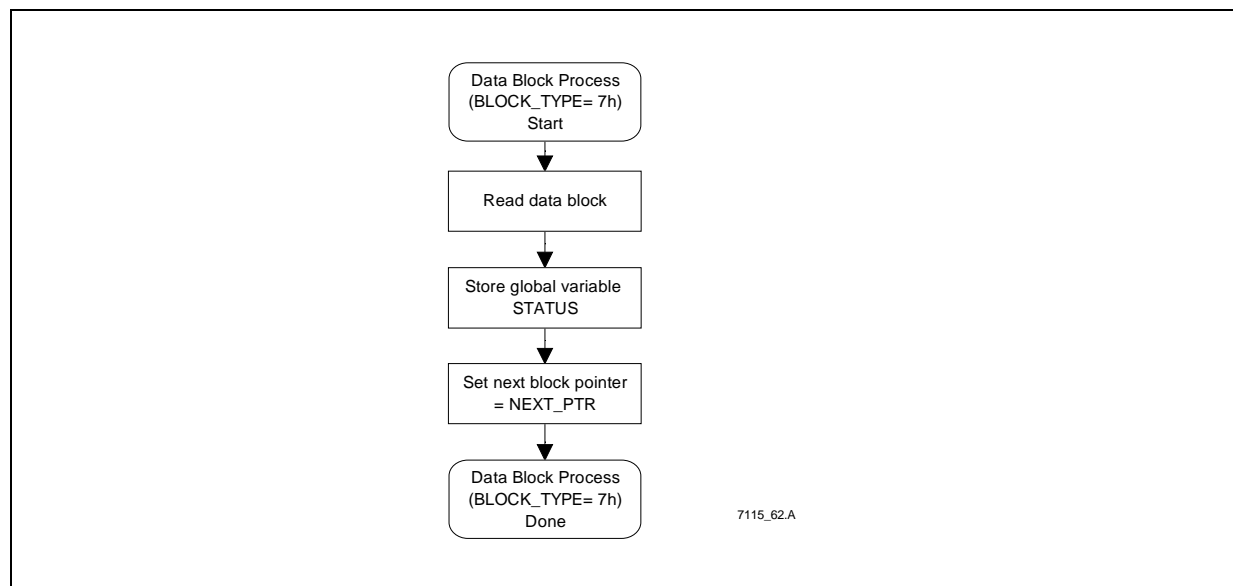 Data Block Process
(BLOCK_TYPE= 7h)
Start
Read data block
Store global variable
STATUS
Set next block pointer
= NEXT_PTR
Data Block Process
(BLOCK_TYPE= 7h)
Done
7115_62.A